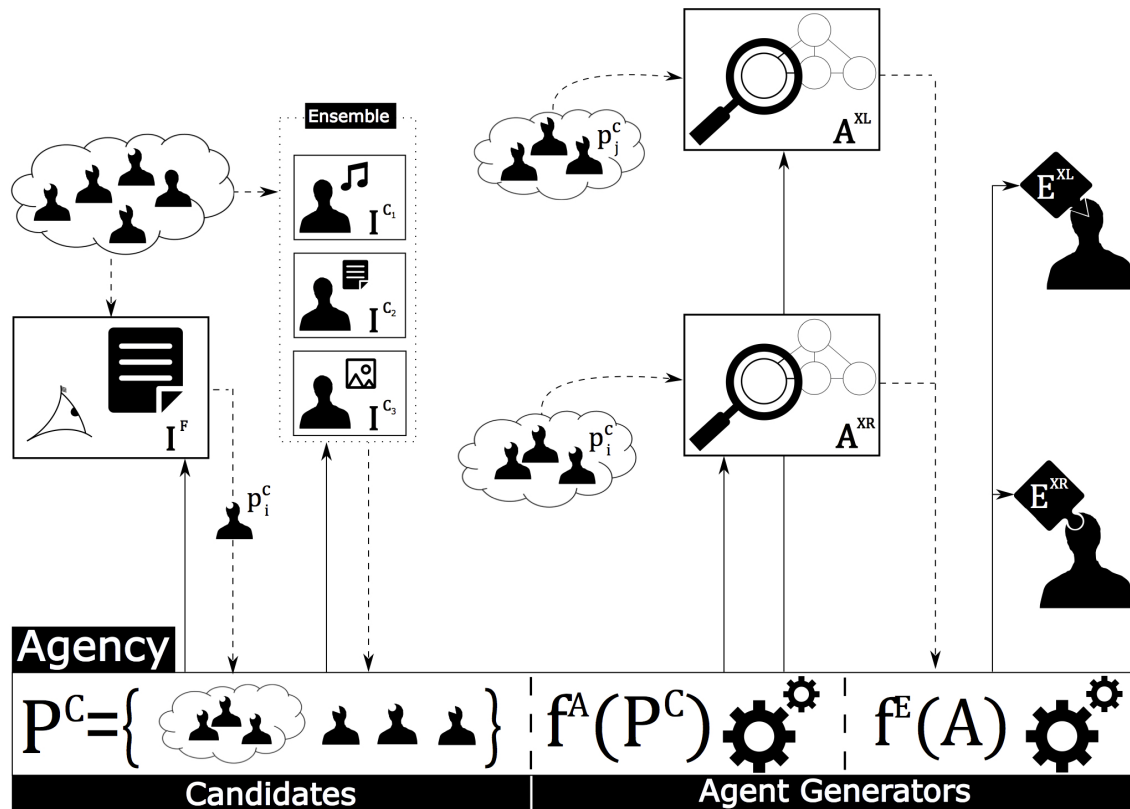 Ensemble
I^C₁
I^C₂
I^C₃
I^F
p_i^c
p_j^c
A^XL
p_i^c
A^XR
E^XL
E^XR
Agency
P^C={ }
f^A(P^C)
f^E(A)
Candidates
Agent Generators